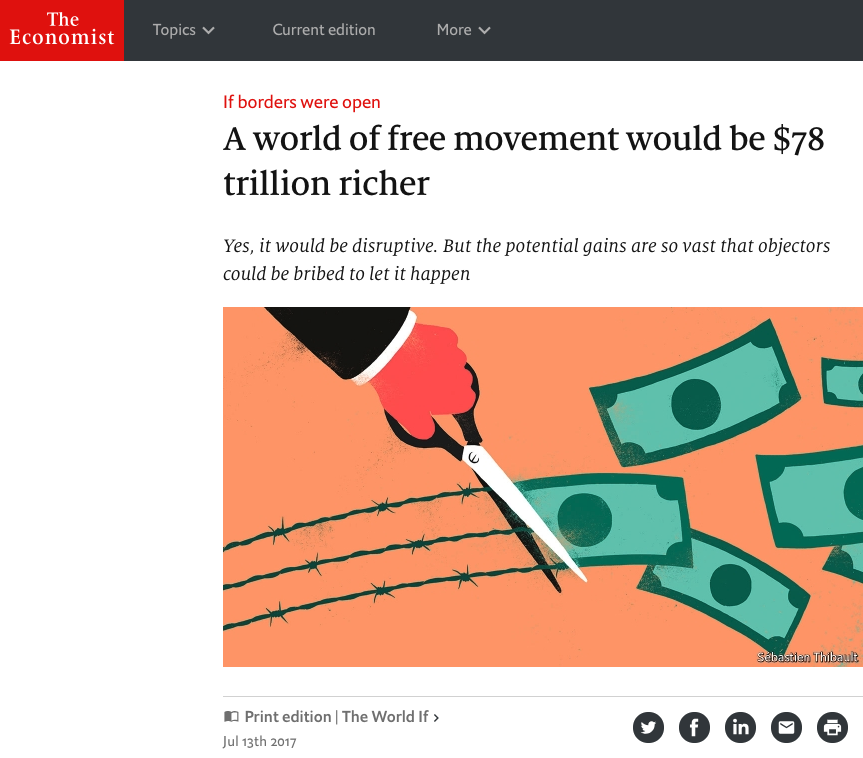 The
Economist
Topics
Current edition
More
If borders were open
A world of free movement would be $78
trillion richer
Yes, it would be disruptive. But the potential gains are so vast that objectors
could be bribed to let it happen
Sébastien Thibault
Print edition | The World If ›
Jul 13th 2017